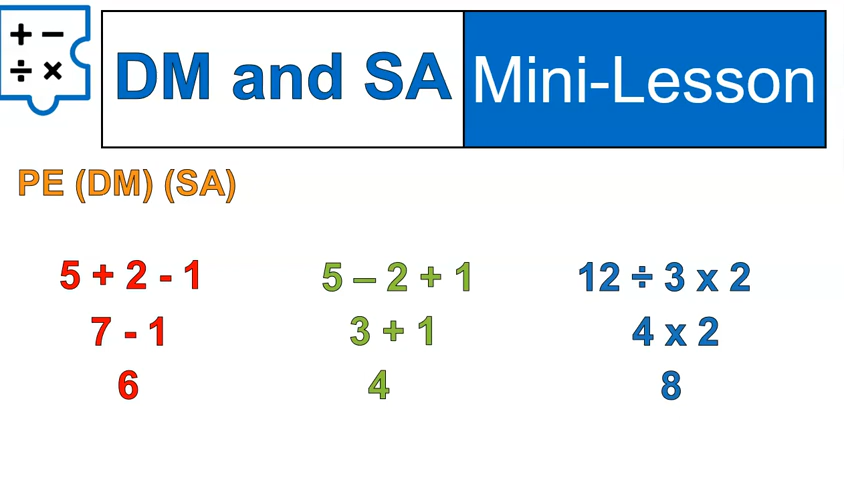 + −
÷ ×
DM and SA Mini-Lesson
PE (DM) (SA)
5 + 2 - 1
7 - 1
6
5 – 2 + 1
3 + 1
4
12 ÷ 3 x 2
4 x 2
8